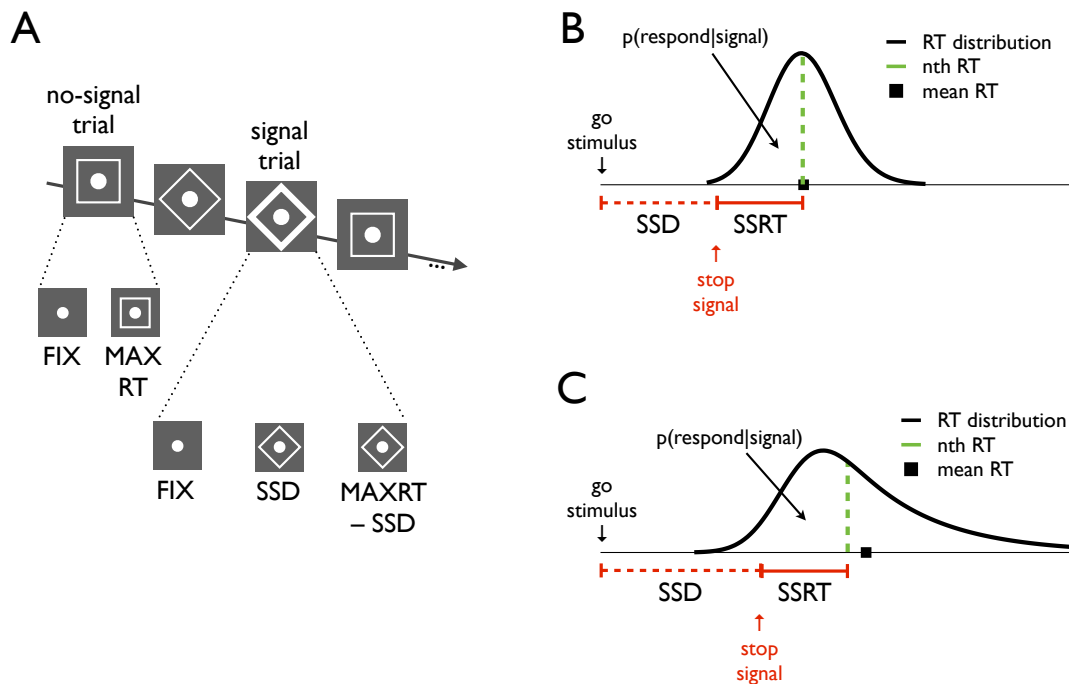 A
no-signal
trial
signal
trial
...
FIX
MAX
RT
FIX
SSD
MAXRT
– SSD
B
p(respond|signal)
RT distribution
nth RT
mean RT
go
stimulus
SSD
SSRT
stop
signal
C
p(respond|signal)
RT distribution
nth RT
mean RT
go
stimulus
SSD
SSRT
stop
signal